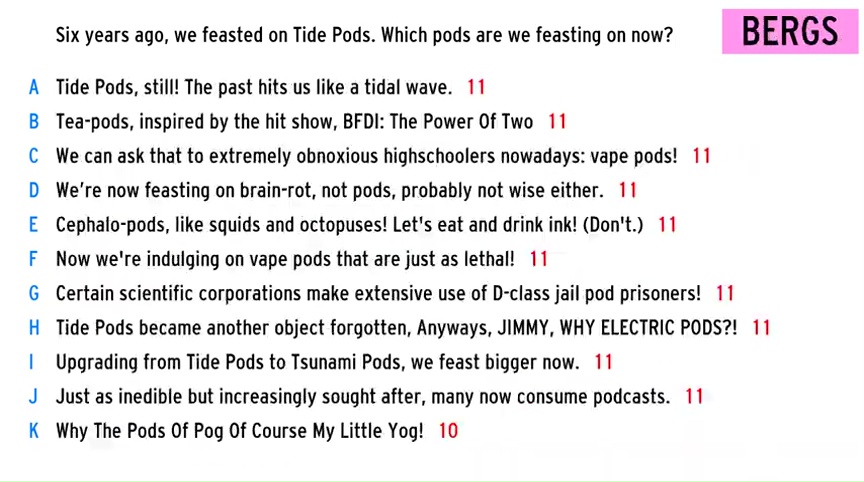 Six years ago, we feasted on Tide Pods. Which pods are we feasting on now?
BERGS
A Tide Pods, still! The past hits us like a tidal wave. 11
B Tea-pods, inspired by the hit show, BFDI: The Power Of Two 11
C We can ask that to extremely obnoxious highschoolers nowadays: vape pods! 11
D We're now feasting on brain-rot, not pods, probably not wise either. 11
E Cephalo-pods, like squids and octopuses! Let's eat and drink ink! (Don't.) 11
F Now we're indulging on vape pods that are just as lethal! 11
G Certain scientific corporations make extensive use of D-class jail pod prisoners! 11
H Tide Pods became another object forgotten, Anyways, JIMMY, WHY ELECTRIC PODS?! 11
I Upgrading from Tide Pods to Tsunami Pods, we feast bigger now. 11
J Just as inedible but increasingly sought after, many now consume podcasts. 11
K Why The Pods Of Pog Of Course My Little Yog! 10